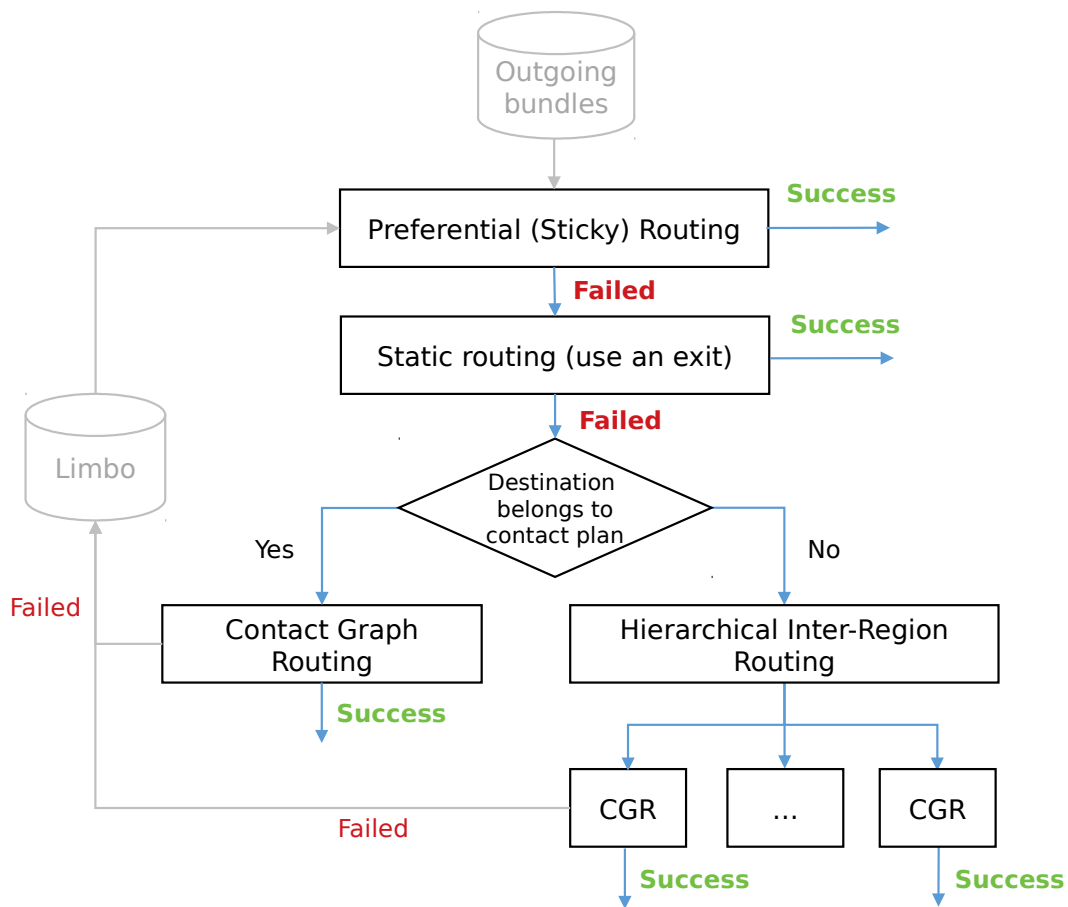 Outgoing
bundles
Success
Preferential (Sticky) Routing
Failed
Success
Static routing (use an exit)
Failed
Limbo
Destination
belongs to
contact plan
Yes
No
Failed
Contact Graph
Routing
Hierarchical Inter-Region
Routing
Success
CGR
...
CGR
Failed
Success
Success